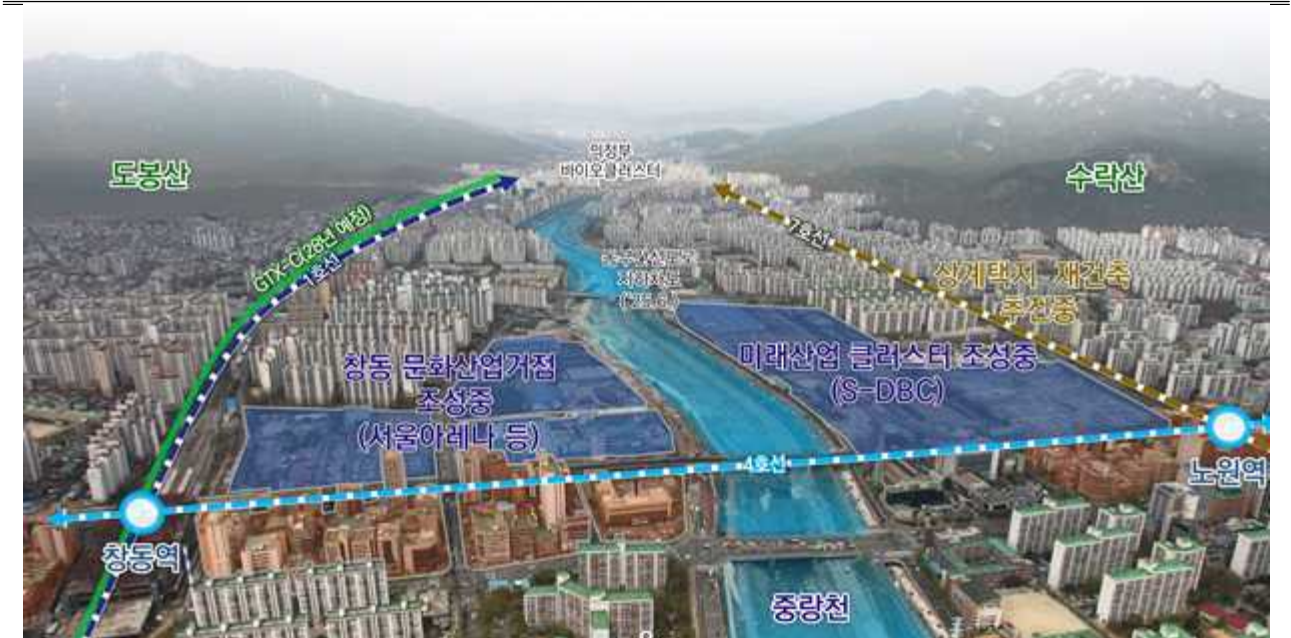 의정부
바이오클러스터
도봉산
수락산
GTX-C(28년 예정)
1호선
7호선
지하차도
상계택지 재건축
추진중
창동 문화산업거점
조성중
(서울아레나 등)
미래산업 클러스터 조성중
(S-DBC)
4호선
노원역
창동역
중랑천